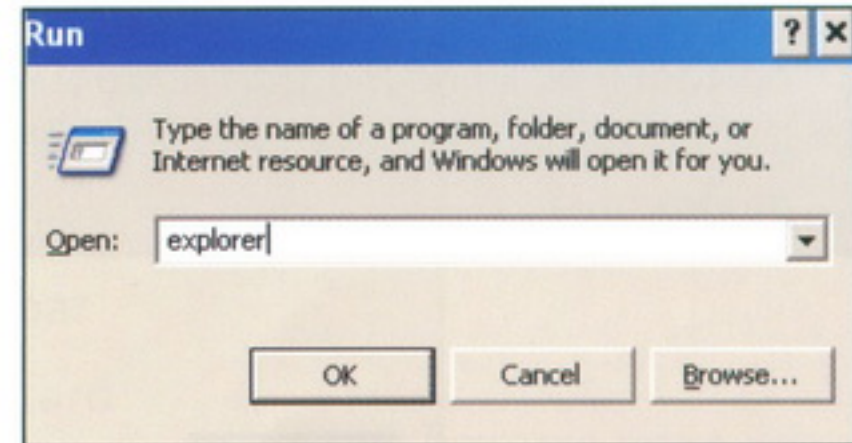 Run
?
Type the name of a program, folder, document, or
Internet resource, and Windows will open it for you.
Open: explorer
OK Cancel Browse...